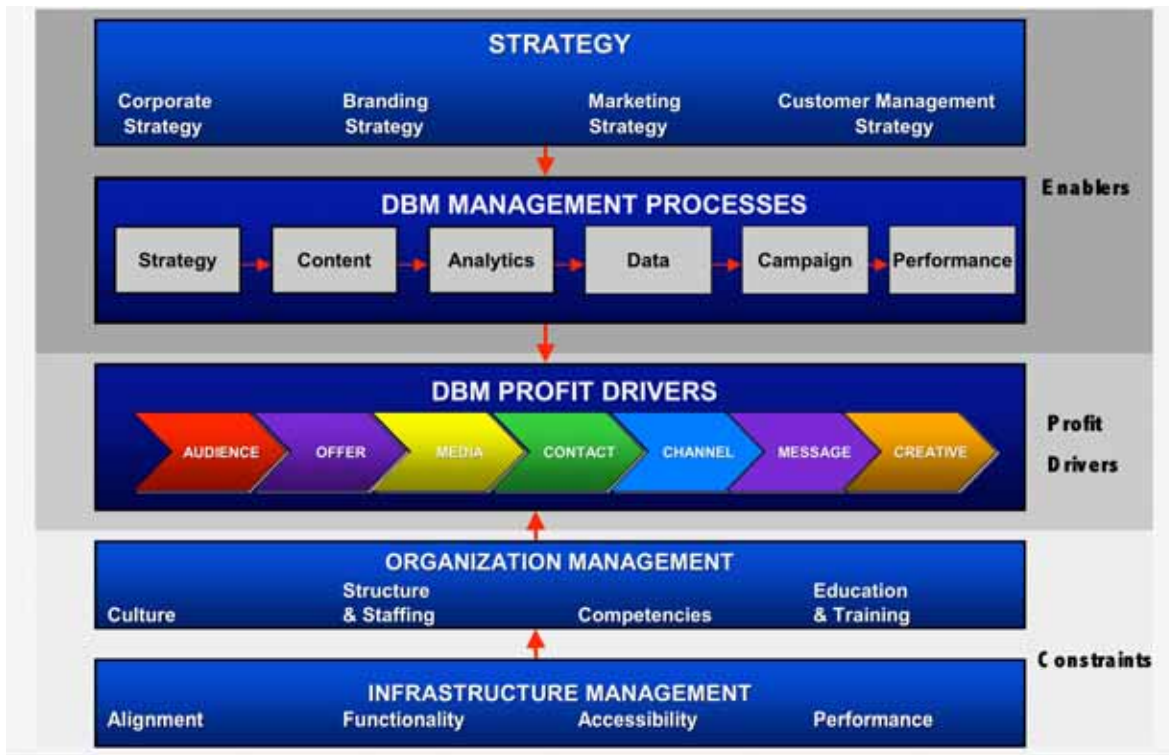 STRATEGY
Corporate Strategy
Branding Strategy
Marketing Strategy
Customer Management Strategy
Enablers
DBM MANAGEMENT PROCESSES
Strategy
Content
Analytics
Data
Campaign
Performance
DBM PROFIT DRIVERS
AUDIENCE
OFFER
MEDIA
CONTACT
CHANNEL
MESSAGE
CREATIVE
Profit
Drivers
ORGANIZATION MANAGEMENT
Culture
Structure
& Staffing
Competencies
Education
& Training
Constraints
INFRASTRUCTURE MANAGEMENT
Alignment
Functionality
Accessibility
Performance